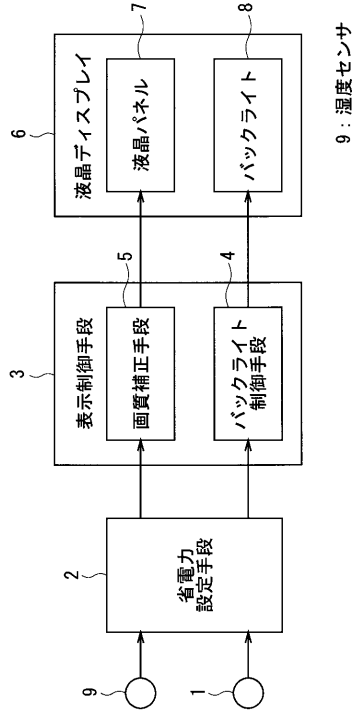 6
液晶ディスプレイ
7
液晶パネル
8
バックライト
3
表示制御手段
5
画質補正手段
4
バックライト
制御手段
2
省電力
設定手段
9
1
9：湿度センサ